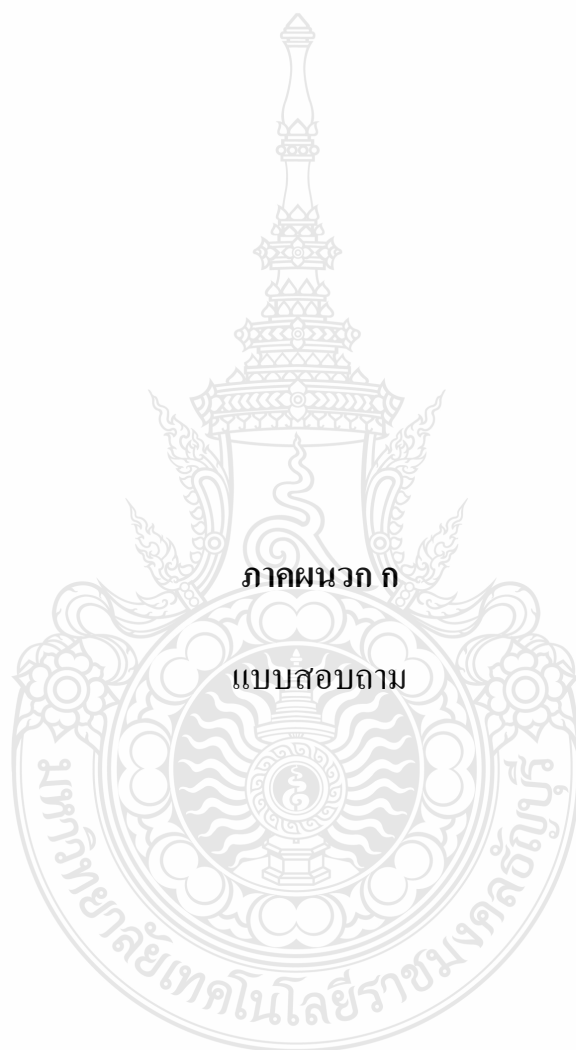 ภาคผนวก ก
แบบสอบถาม
มหาวิทยาลัยเทคโนโลยีราชมงคลธัญบุรี